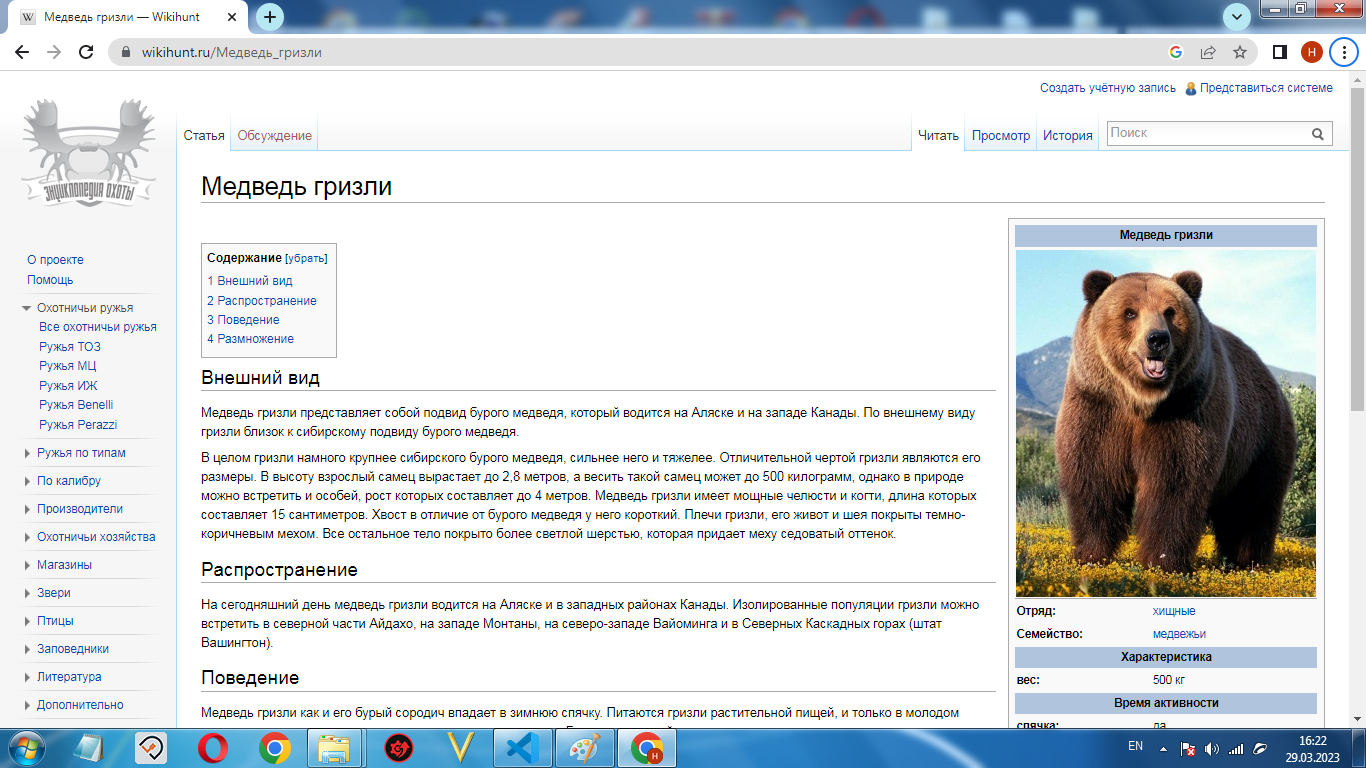 Медведь гризли — Wikihunt
wikihunt.ru/Медведь_гризли
Создать учётную запись Представиться системе
Статья Обсуждение Читать Просмотр История Поиск
ЭНЦИКЛОПЕДИЯ ОХОТЫ
Медведь гризли
О проекте
Помощь
Охотничьи ружья
Все охотничьи ружья
Ружья ТОЗ
Ружья МЦ
Ружья ИЖ
Ружья Benelli
Ружья Perazzi
Ружья по типам
По калибру
Производители
Охотничьи хозяйства
Магазины
Звери
Птицы
Заповедники
Литература
Дополнительно
Содержание [убрать]
1 Внешний вид
2 Распространение
3 Поведение
4 Размножение
Внешний вид
Медведь гризли представляет собой подвид бурого медведя, который водится на Аляске и на западе Канады. По внешнему виду
гризли близок к сибирскому подвиду бурого медведя.
В целом гризли намного крупнее сибирского бурого медведя, сильнее него и тяжелее. Отличительной чертой гризли являются его
размеры. В высоту взрослый самец вырастает до 2,8 метров, а весить такой самец может до 500 килограмм, однако в природе
можно встретить и особей, рост которых составляет до 4 метров. Медведь гризли имеет мощные челюсти и когти, длина которых
составляет 15 сантиметров. Хвост в отличие от бурого медведя у него короткий. Плечи гризли, его живот и шея покрыты темно-
коричневым мехом. Все остальное тело покрыто более светлой шерстью, которая придает меху седоватый оттенок.
Распространение
На сегодняшний день медведь гризли водится на Аляске и в западных районах Канады. Изолированные популяции гризли можно
встретить в северной части Айдахо, на западе Монтаны, на северо-западе Вайоминга и в Северных Каскадных горах (штат
Вашингтон).
Поведение
Медведь гризли как и его бурый сородич впадает в зимнюю спячку. Питаются гризли растительной пищей, и только в молодом
Медведь гризли
Отряд: хищные
Семейство: медвежьи
Характеристика
вес: 500 кг
Время активности
спячка: да
EN
16:22
29.03.2023